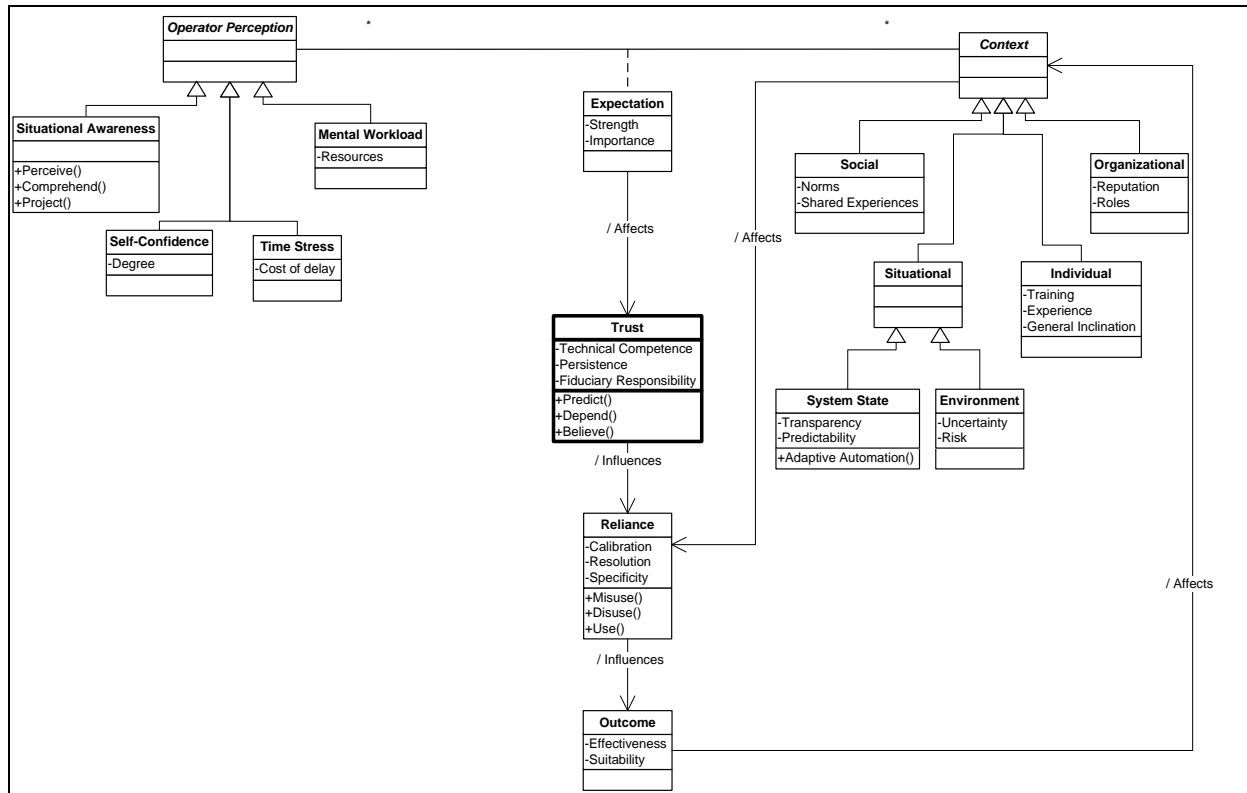 Operator Perception
*
*
Context
Expectation
-Strength
-Importance
Situational Awareness
+Perceive()
+Comprehend()
+Project()
Mental Workload
-Resources
Self-Confidence
-Degree
Time Stress
-Cost of delay
Social
-Norms
-Shared Experiences
Organizational
-Reputation
-Roles
/ Affects
/ Affects
Situational
Individual
-Training
-Experience
-General Inclination
Trust
-Technical Competence
-Persistence
-Fiduciary Responsibility
+Predict()
+Depend()
+Believe()
System State
-Transparency
-Predictability
+Adaptive Automation()
Environment
-Uncertainty
-Risk
/ Influences
Reliance
-Calibration
-Resolution
-Specificity
+Misuse()
+Disuse()
+Use()
/ Affects
/ Influences
Outcome
-Effectiveness
-Suitability